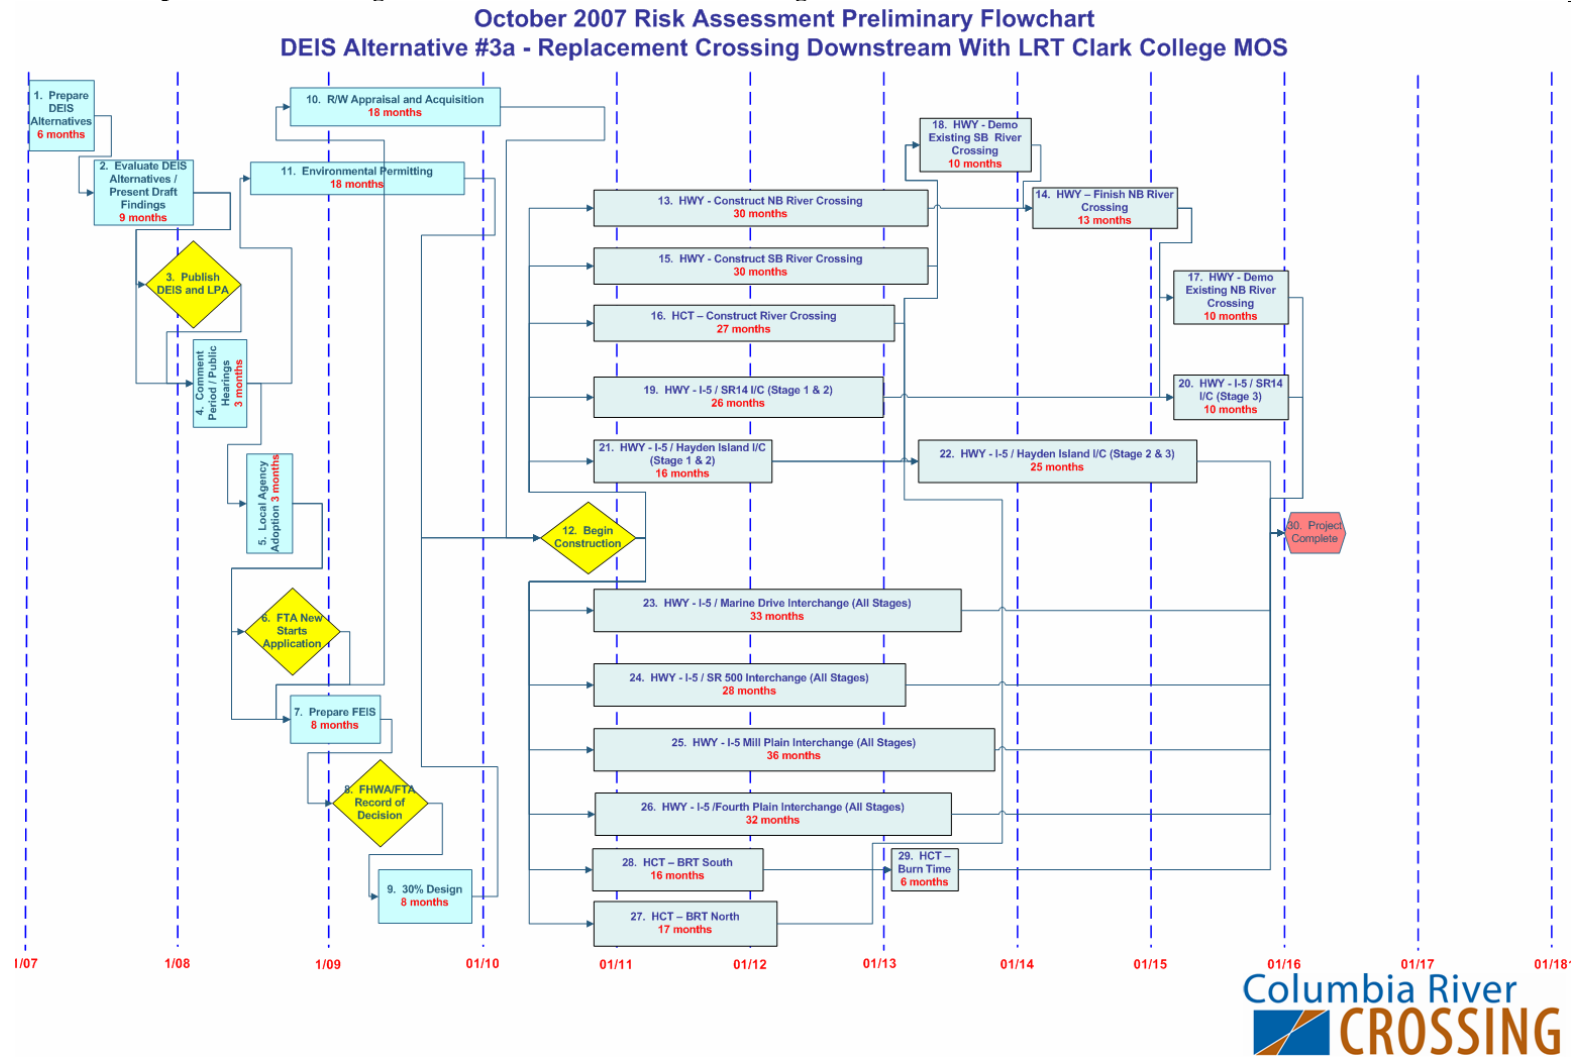 October 2007 Risk Assessment Preliminary Flowchart
DEIS Alternative #3a - Replacement Crossing Downstream With LRT Clark College MOS
1. Prepare
DEIS
Alternatives
6 months
2. Evaluate DEIS
Alternatives /
Present Draft
Findings
9 months
3. Publish
DEIS and LPA
4. Comment
Period / Public
Hearings
3 months
5. Local Agency
Adoption 3 months
6. FTA New
Starts
Application
7. Prepare FEIS
8 months
8. FHWA/FTA
Record of
Decision
9. 30% Design
8 months
10. R/W Appraisal and Acquisition
18 months
11. Environmental Permitting
18 months
12. Begin
Construction
13. HWY - Construct NB River Crossing
30 months
14. HWY – Finish NB River
Crossing
13 months
15. HWY - Construct SB River Crossing
30 months
16. HCT – Construct River Crossing
27 months
17. HWY - Demo
Existing NB River
Crossing
10 months
18. HWY - Demo
Existing SB River
Crossing
10 months
19. HWY - I-5 / SR14 I/C (Stage 1 & 2)
26 months
20. HWY - I-5 / SR14
I/C (Stage 3)
10 months
21. HWY - I-5 / Hayden Island I/C
(Stage 1 & 2)
16 months
22. HWY - I-5 / Hayden Island I/C (Stage 2 & 3)
25 months
23. HWY - I-5 / Marine Drive Interchange (All Stages)
33 months
24. HWY - I-5 / SR 500 Interchange (All Stages)
28 months
25. HWY - I-5 Mill Plain Interchange (All Stages)
36 months
26. HWY - I-5 /Fourth Plain Interchange (All Stages)
32 months
28. HCT – BRT South
16 months
29. HCT –
Burn Time
6 months
27. HCT – BRT North
17 months
30. Project
Complete
1/07 1/08 1/09 01/10 01/11 01/12 01/13 01/14 01/15 01/16 01/17 01/18
Columbia River
CROSSING